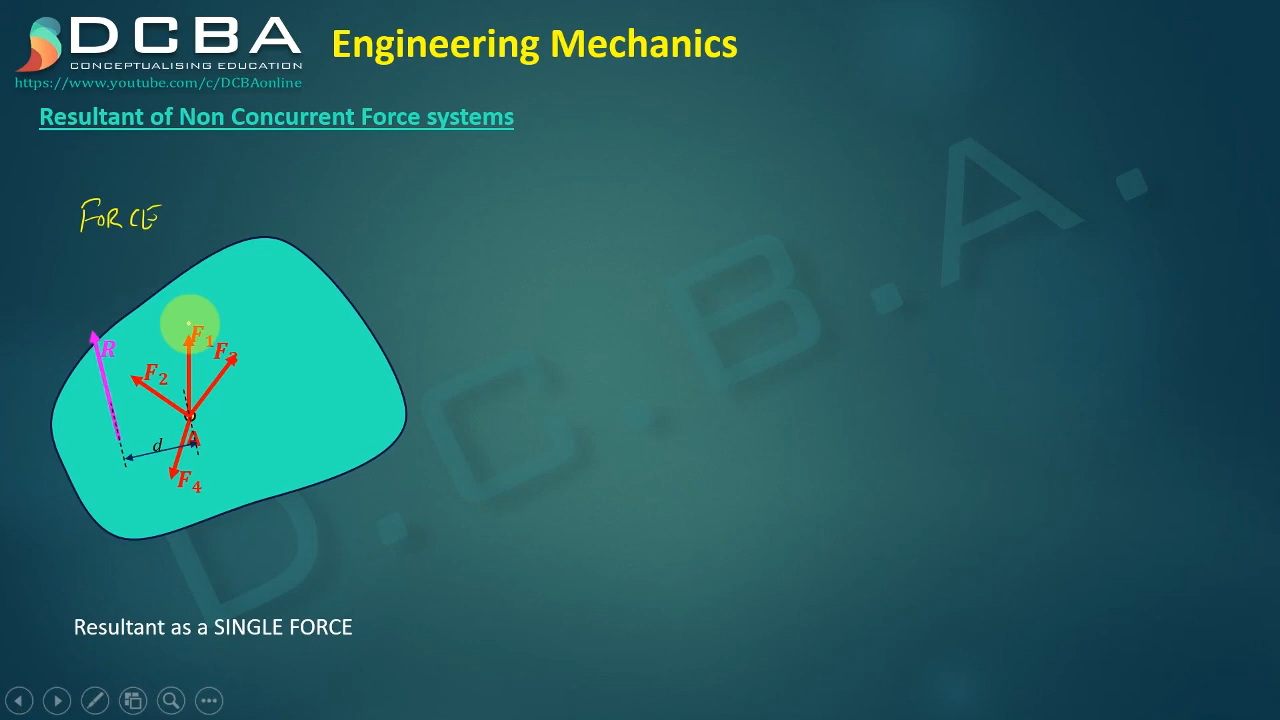 DCBA
CONCEPTUALISING EDUCATION
https://www.youtube.com/c/DCBAonline
Engineering Mechanics
Resultant of Non Concurrent Force systems
FORCE
R
F₁
F₃
F₂
A
d
F₄
D.C.B.A.
Resultant as a SINGLE FORCE